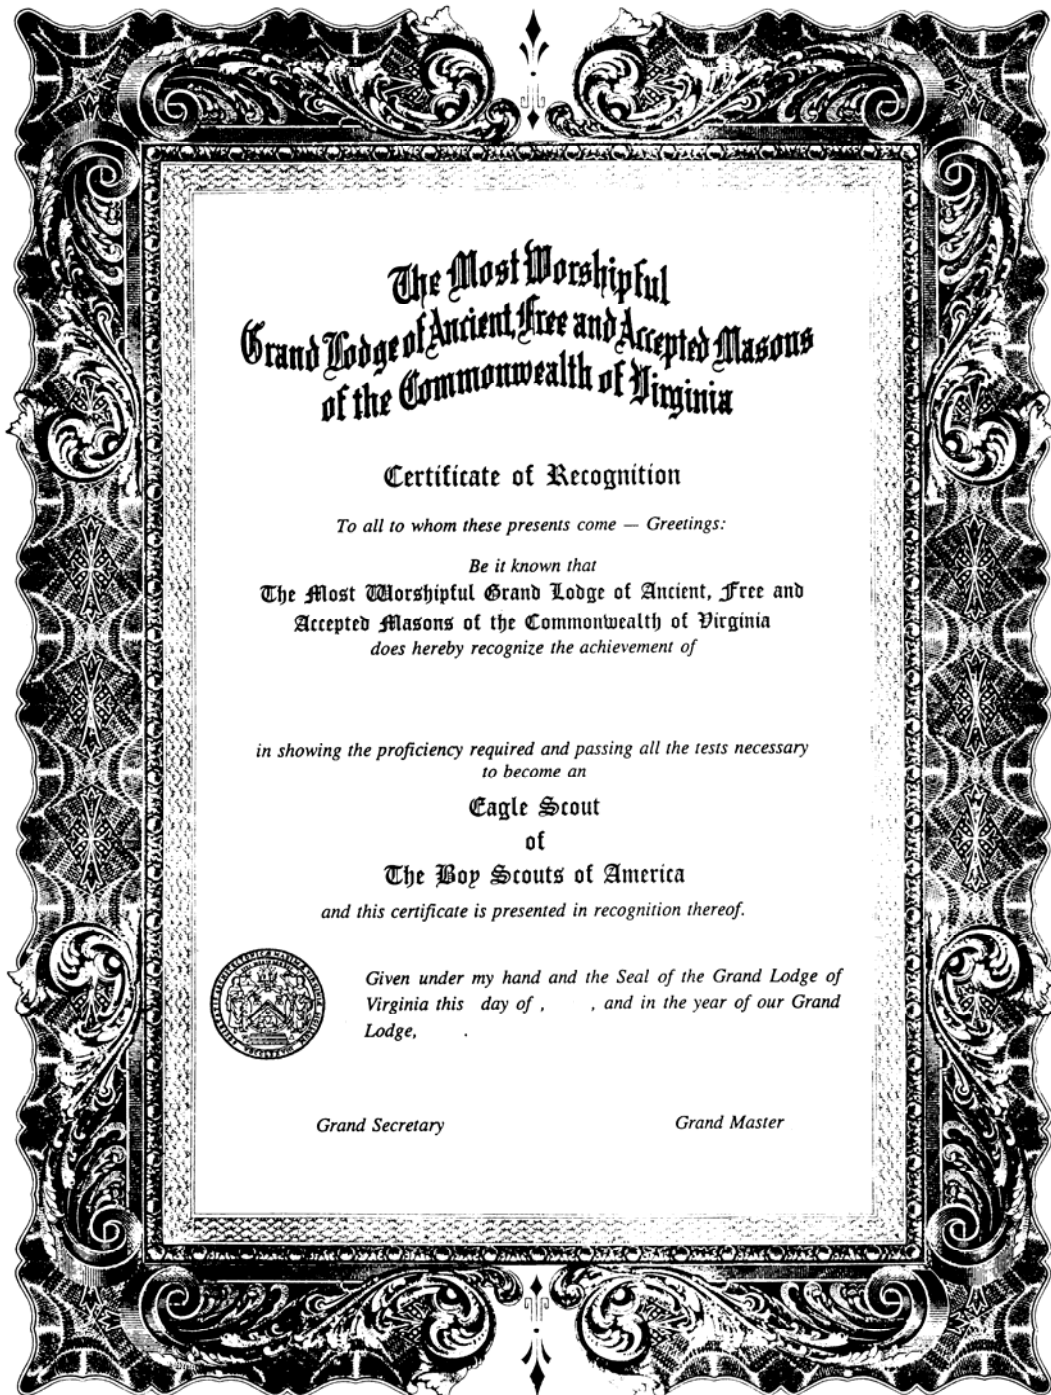 The Most Worshipful
Grand Lodge of Ancient, Free and Accepted Masons
of the Commonwealth of Virginia
Certificate of Recognition
To all to whom these presents come — Greetings:
Be it known that
The Most Worshipful Grand Lodge of Ancient, Free and
Accepted Masons of the Commonwealth of Virginia
does hereby recognize the achievement of
in showing the proficiency required and passing all the tests necessary
to become an
Eagle Scout
of
The Boy Scouts of America
and this certificate is presented in recognition thereof.
Given under my hand and the Seal of the Grand Lodge of
Virginia this day of , , and in the year of our Grand
Lodge, .
Grand Secretary
Grand Master